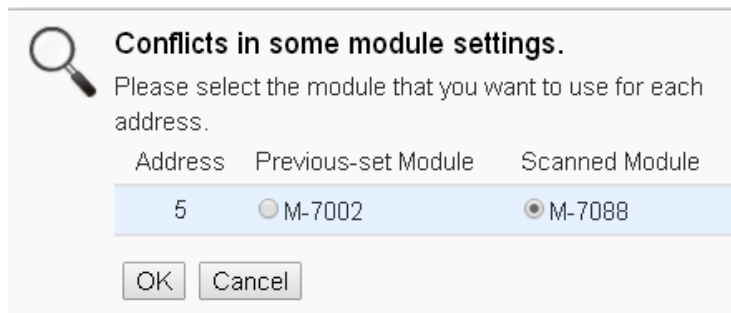 Conflicts in some module settings.
Please select the module that you want to use for each
address.
Address Previous-set Module Scanned Module
5 M-7002 M-7088
OK Cancel